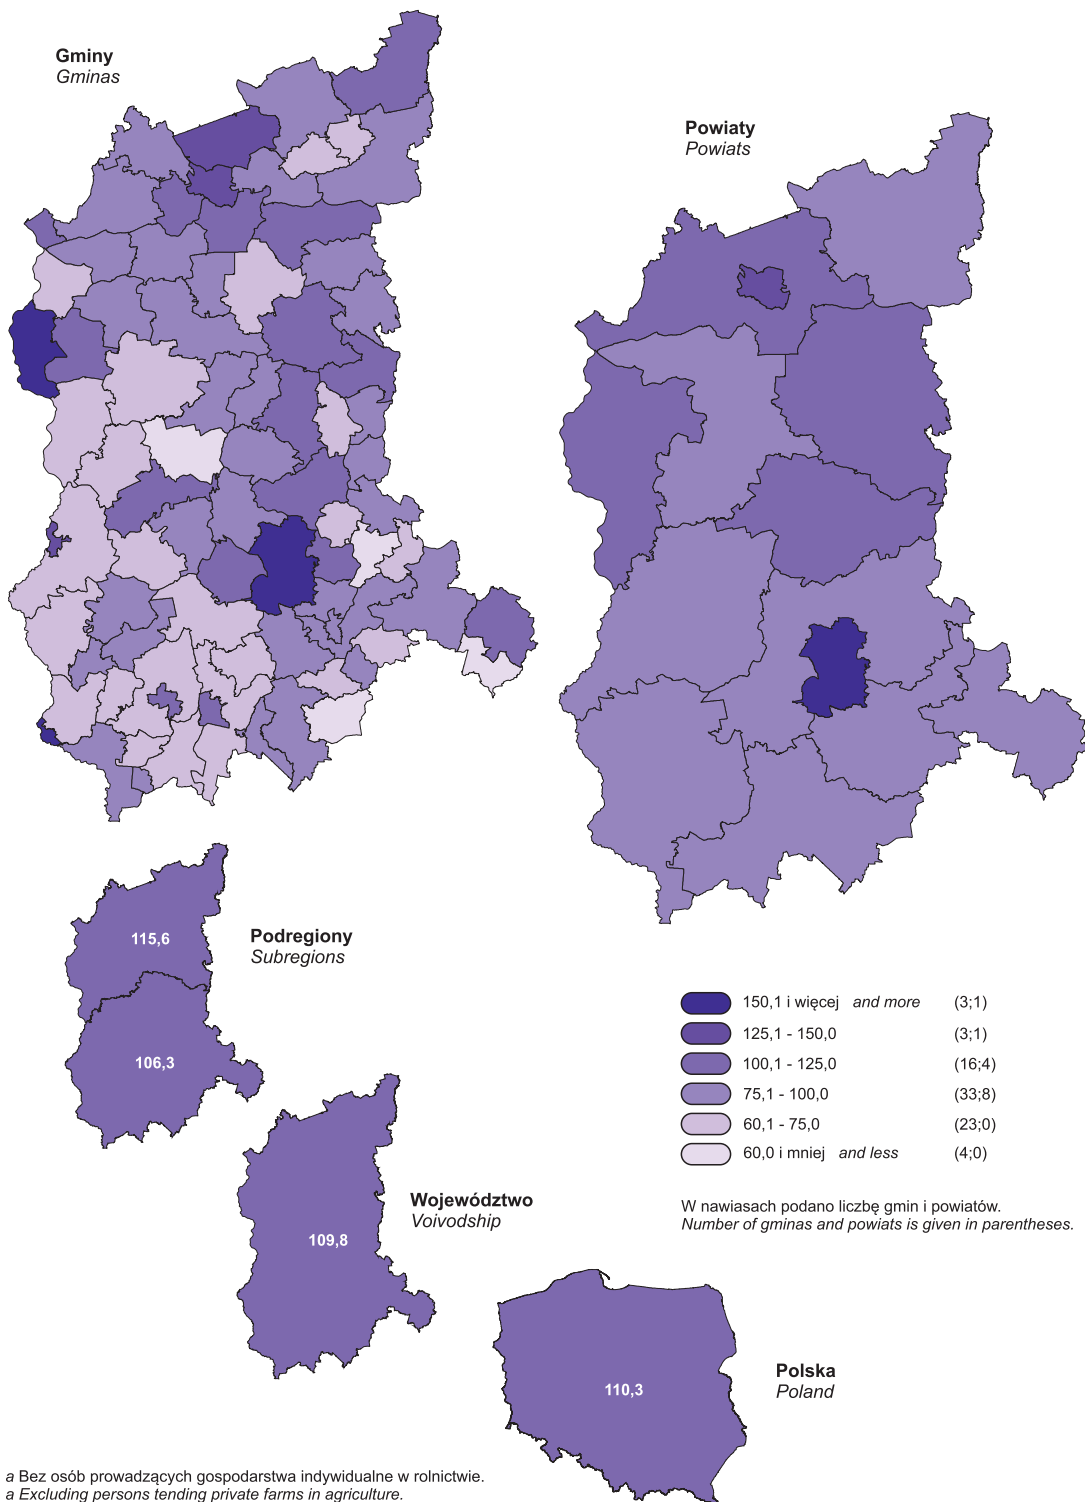 Gminy
Gminas
Powiaty
Powiats
115,6
106,3
Podregiony
Subregions
150,1 i więcej and more (3;1)
125,1 - 150,0 (3;1)
100,1 - 125,0 (16;4)
75,1 - 100,0 (33;8)
60,1 - 75,0 (23;0)
60,0 i mniej and less (4;0)
W nawiasach podano liczbę gmin i powiatów.
Number of gminas and powiats is given in parentheses.
109,8
Województwo
Voivodship
110,3
Polska
Poland
a Bez osób prowadzących gospodarstwa indywidualne w rolnictwie.
a Excluding persons tending private farms in agriculture.